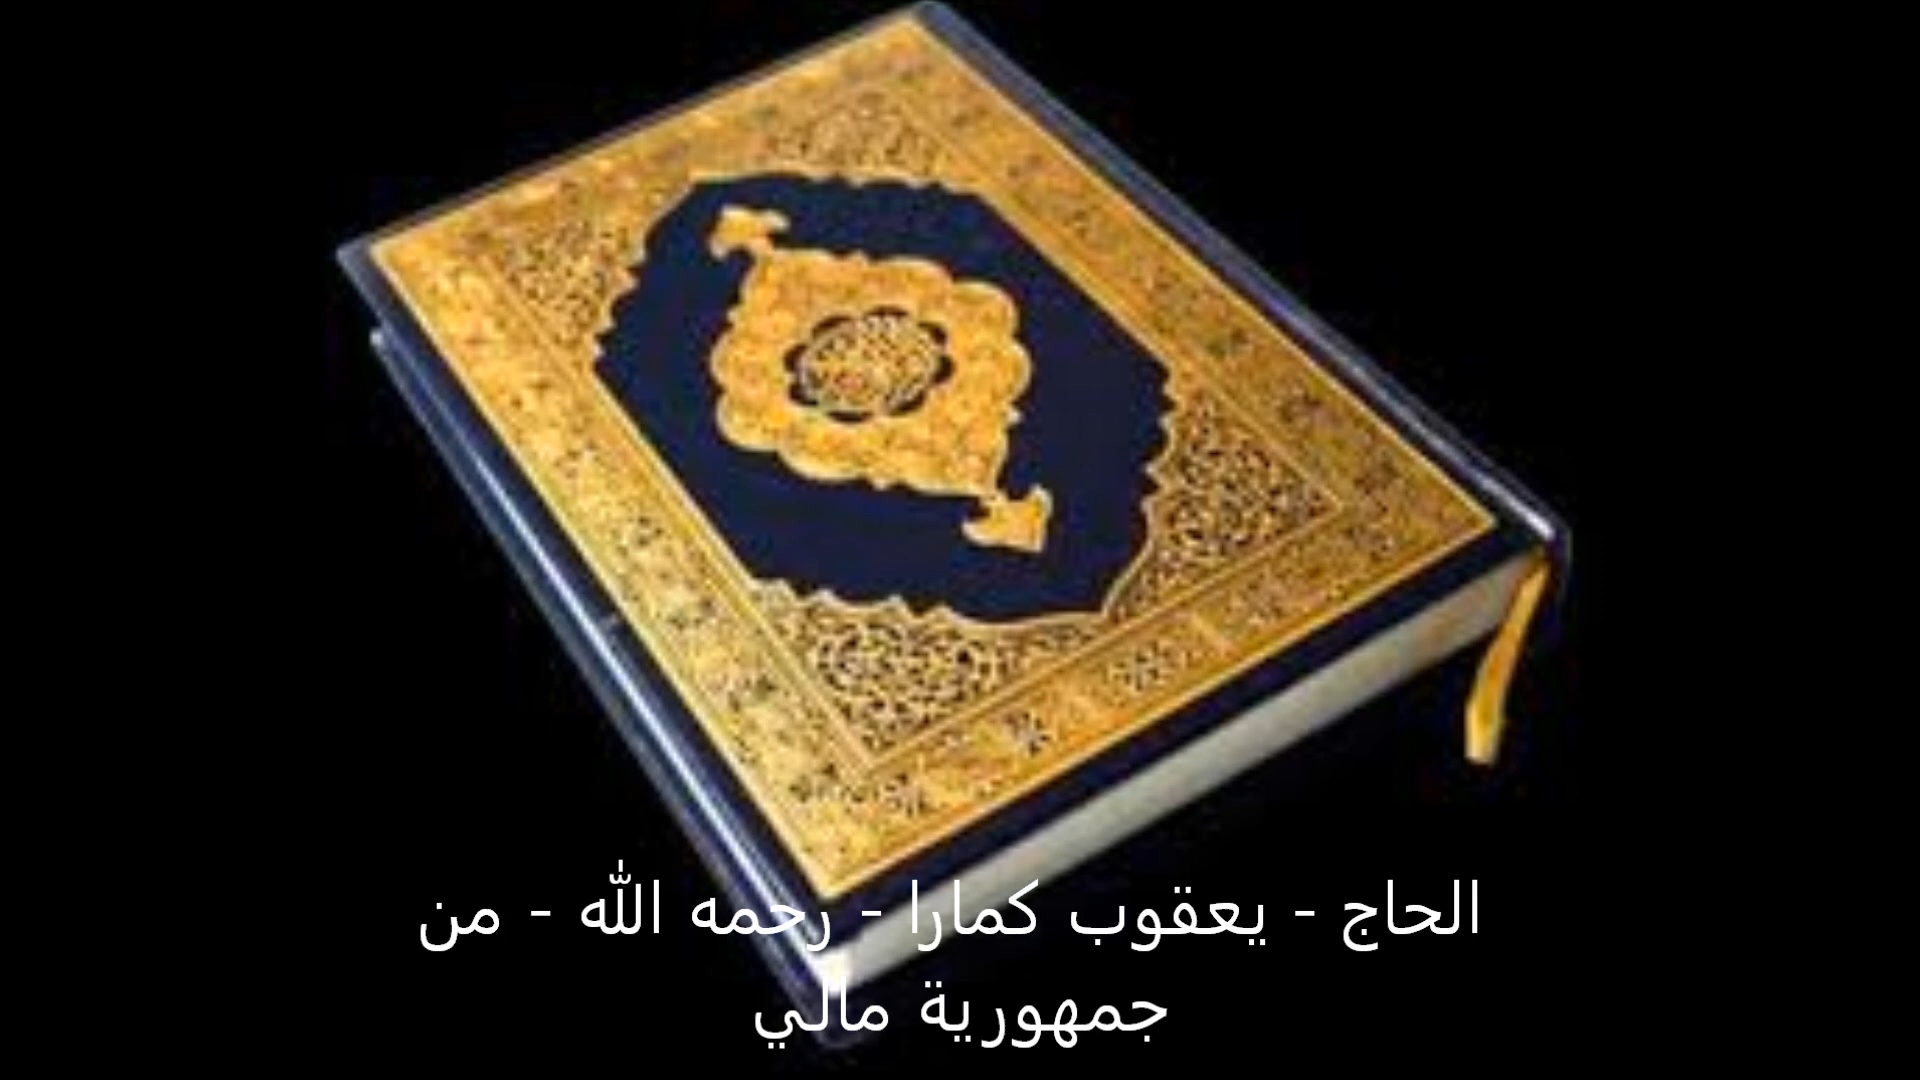 الحاج - يعقوب كمارا - رحمه الله - من
جمهورية مالي